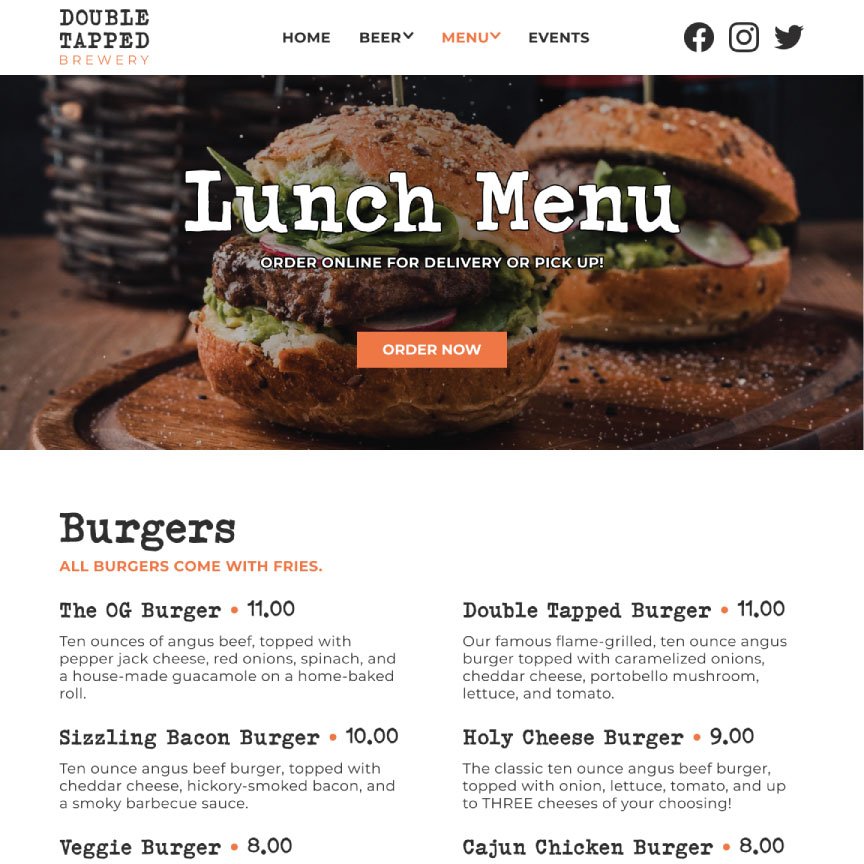 DOUBLE
TAPPED
BREWERY
HOME BEER MENU EVENTS
Lunch Menu
ORDER ONLINE FOR DELIVERY OR PICK UP!
ORDER NOW
Burgers
ALL BURGERS COME WITH FRIES.
The OG Burger • 11.00
Ten ounces of angus beef, topped with
pepper jack cheese, red onions, spinach, and
a house-made guacamole on a home-baked
roll.
Double Tapped Burger • 11.00
Our famous flame-grilled, ten ounce angus
burger topped with caramelized onions,
cheddar cheese, portobello mushroom,
lettuce, and tomato.
Sizzling Bacon Burger • 10.00
Ten ounce angus beef burger, topped with
cheddar cheese, hickory-smoked bacon, and
a smoky barbecue sauce.
Holy Cheese Burger • 9.00
The classic ten ounce angus beef burger,
topped with onion, lettuce, tomato, and up
to THREE cheeses of your choosing!
Veggie Burger • 8.00
Cajun Chicken Burger • 8.00